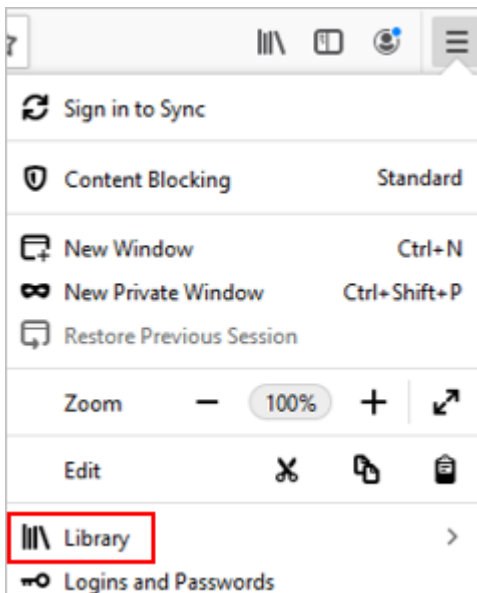 Sign in to Sync
Content Blocking Standard
New Window Ctrl+N
New Private Window Ctrl+Shift+P
Restore Previous Session
Zoom 100%
Edit
Library
Logins and Passwords